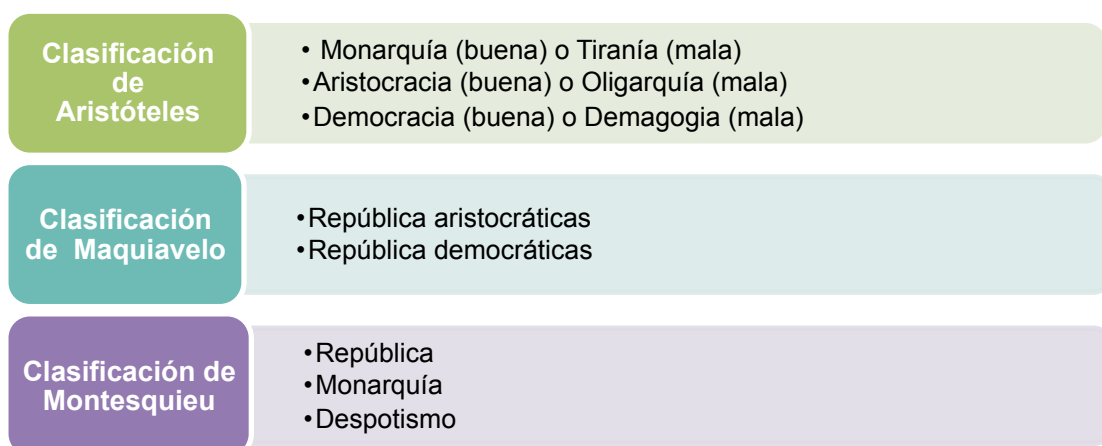 Clasificación
de
Aristóteles
• Monarquía (buena) o Tiranía (mala)
•Aristocracia (buena) o Oligarquía (mala)
•Democracia (buena) o Demagogia (mala)
Clasificación
de Maquiavelo
•República aristocráticas
•República democráticas
Clasificación de
Montesquieu
•República
•Monarquía
•Despotismo